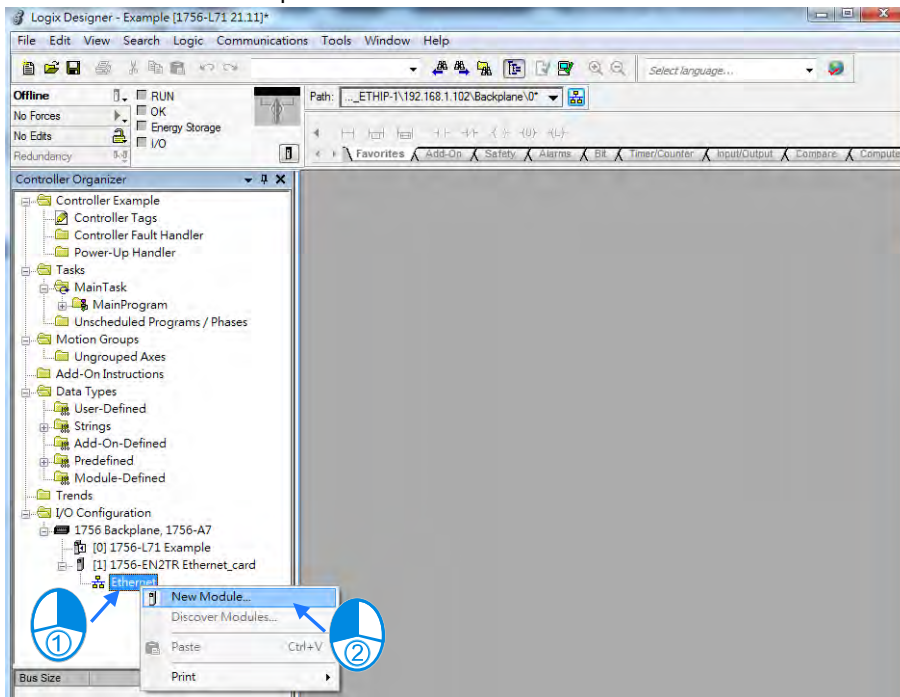 Logix Designer - Example [1756-L71 21.11]*
File Edit View Search Logic Communications Tools Window Help
Select language...
Offline RUN Path: ..._ETHIP-1\192.168.1.102\Backplane\0*
No Forces OK
No Edits Energy Storage
I/O
Redundancy Favorites Add-On Safety Alarms Bit Timer/Counter Input/Output Compare Compute
Controller Organizer
Controller Example
Controller Tags
Controller Fault Handler
Power-Up Handler
Tasks
MainTask
MainProgram
Unscheduled Programs / Phases
Motion Groups
Ungrouped Axes
Add-On Instructions
Data Types
User-Defined
Strings
Add-On-Defined
Predefined
Module-Defined
Trends
I/O Configuration
1756 Backplane, 1756-A7
[0] 1756-L71 Example
[1] 1756-EN2TR Ethernet_card
Ethernet
New Module...
Discover Modules...
① ②
Paste Ctrl+V
Print
Bus Size